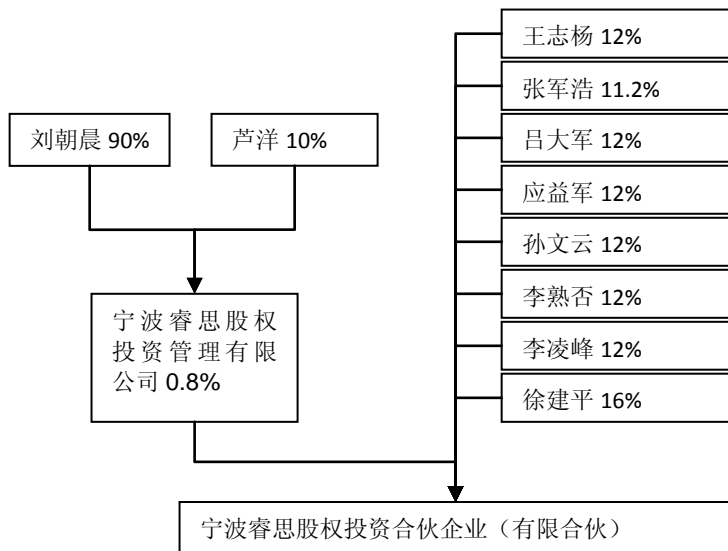 王志杨 12%
张军浩 11.2%
刘朝晨 90%
芦洋 10%
吕大军 12%
应益军 12%
孙文云 12%
李熟否 12%
李凌峰 12%
徐建平 16%
宁波睿思股权
投资管理有限
公司 0.8%
宁波睿思股权投资合伙企业（有限合伙）